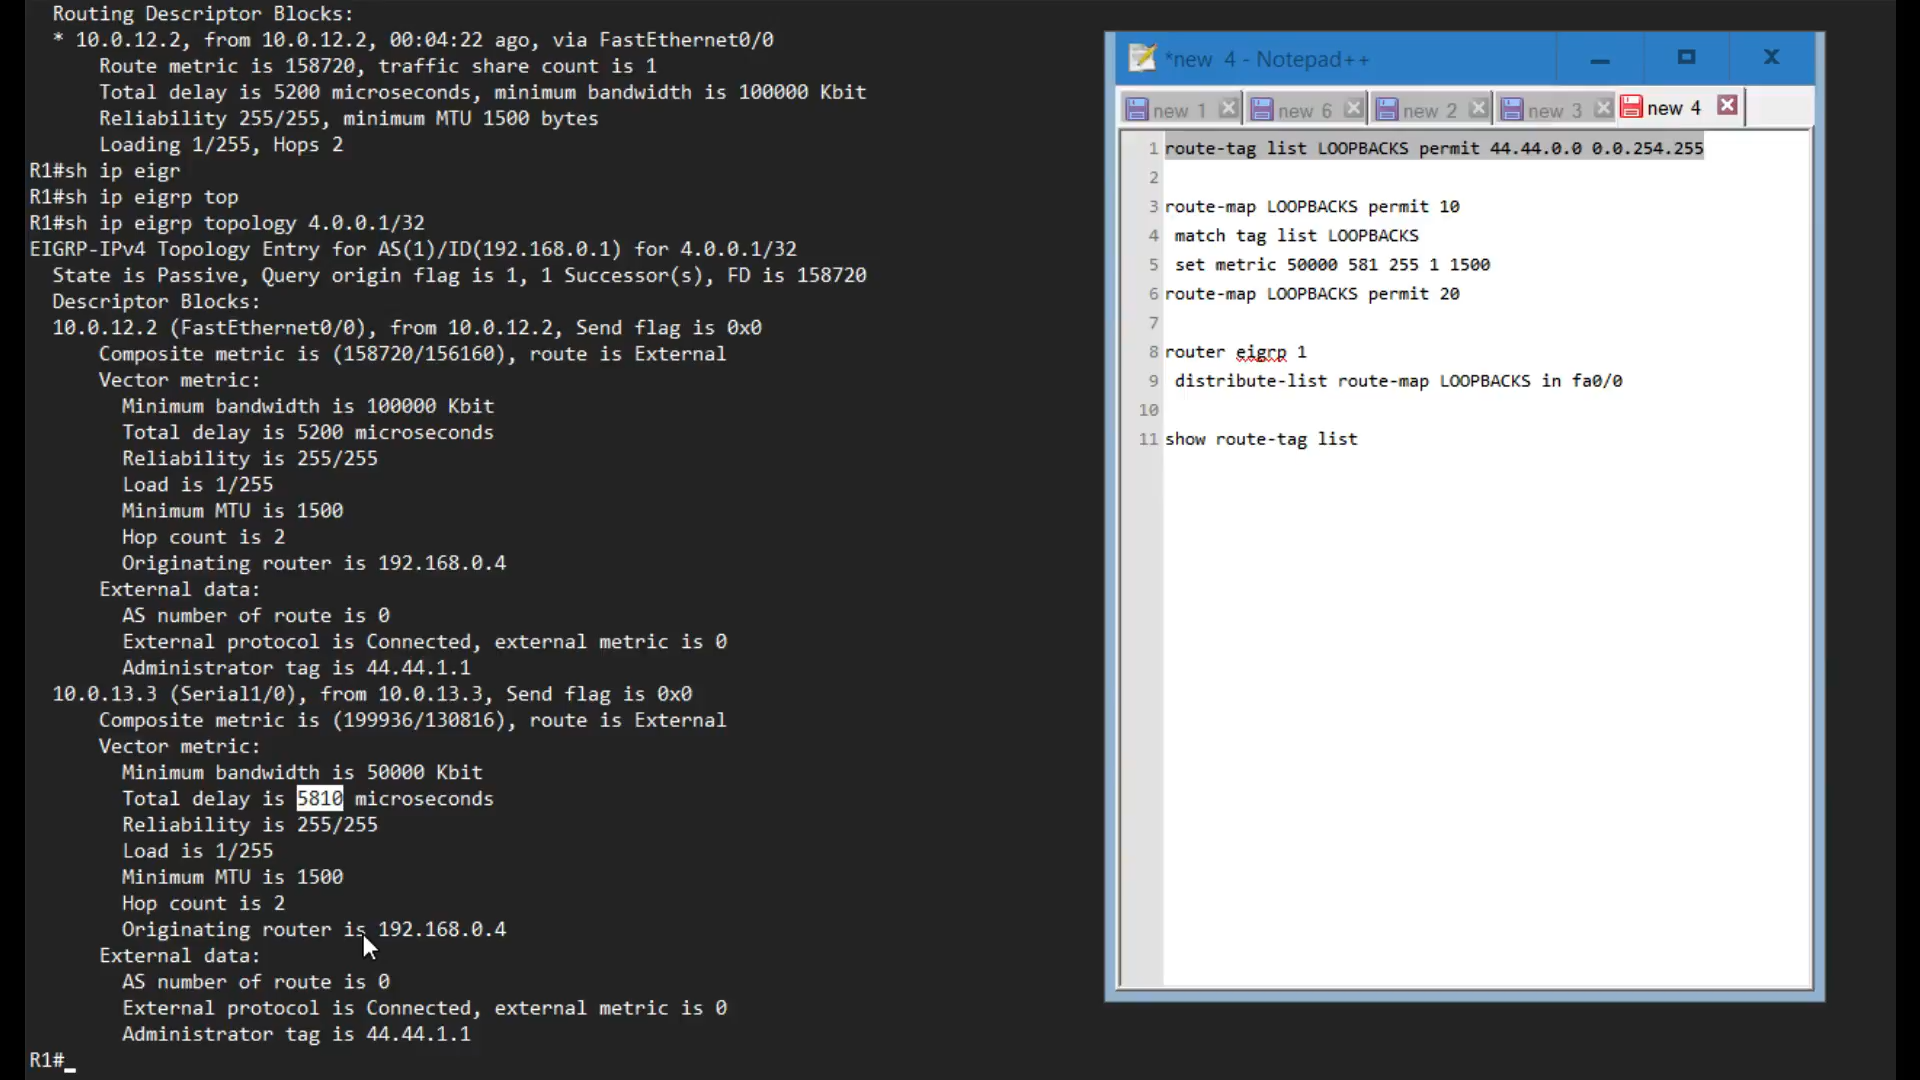 Routing Descriptor Blocks:
* 10.0.12.2, from 10.0.12.2, 00:04:22 ago, via FastEthernet0/0
Route metric is 158720, traffic share count is 1
Total delay is 5200 microseconds, minimum bandwidth is 100000 Kbit
Reliability 255/255, minimum MTU 1500 bytes
Loading 1/255, Hops 2
R1#sh ip eigr
R1#sh ip eigrp top
R1#sh ip eigrp topology 4.0.0.1/32
EIGRP-IPv4 Topology Entry for AS(1)/ID(192.168.0.1) for 4.0.0.1/32
State is Passive, Query origin flag is 1, 1 Successor(s), FD is 158720
Descriptor Blocks:
10.0.12.2 (FastEthernet0/0), from 10.0.12.2, Send flag is 0x0
Composite metric is (158720/156160), route is External
Vector metric:
Minimum bandwidth is 100000 Kbit
Total delay is 5200 microseconds
Reliability is 255/255
Load is 1/255
Minimum MTU is 1500
Hop count is 2
Originating router is 192.168.0.4
External data:
AS number of route is 0
External protocol is Connected, external metric is 0
Administrator tag is 44.44.1.1
10.0.13.3 (Serial1/0), from 10.0.13.3, Send flag is 0x0
Composite metric is (199936/130816), route is External
Vector metric:
Minimum bandwidth is 50000 Kbit
Total delay is 5810 microseconds
Reliability is 255/255
Load is 1/255
Minimum MTU is 1500
Hop count is 2
Originating router is 192.168.0.4
External data:
AS number of route is 0
External protocol is Connected, external metric is 0
Administrator tag is 44.44.1.1
R1#_
*new 4 - Notepad++
new 1 new 6 new 2 new 3 new 4
1 route-tag list LOOPBACKS permit 44.44.0.0 0.0.254.255
2
3 route-map LOOPBACKS permit 10
4 match tag list LOOPBACKS
5 set metric 50000 581 255 1 1500
6 route-map LOOPBACKS permit 20
7
8 router eigrp 1
9 distribute-list route-map LOOPBACKS in fa0/0
10
11 show route-tag list